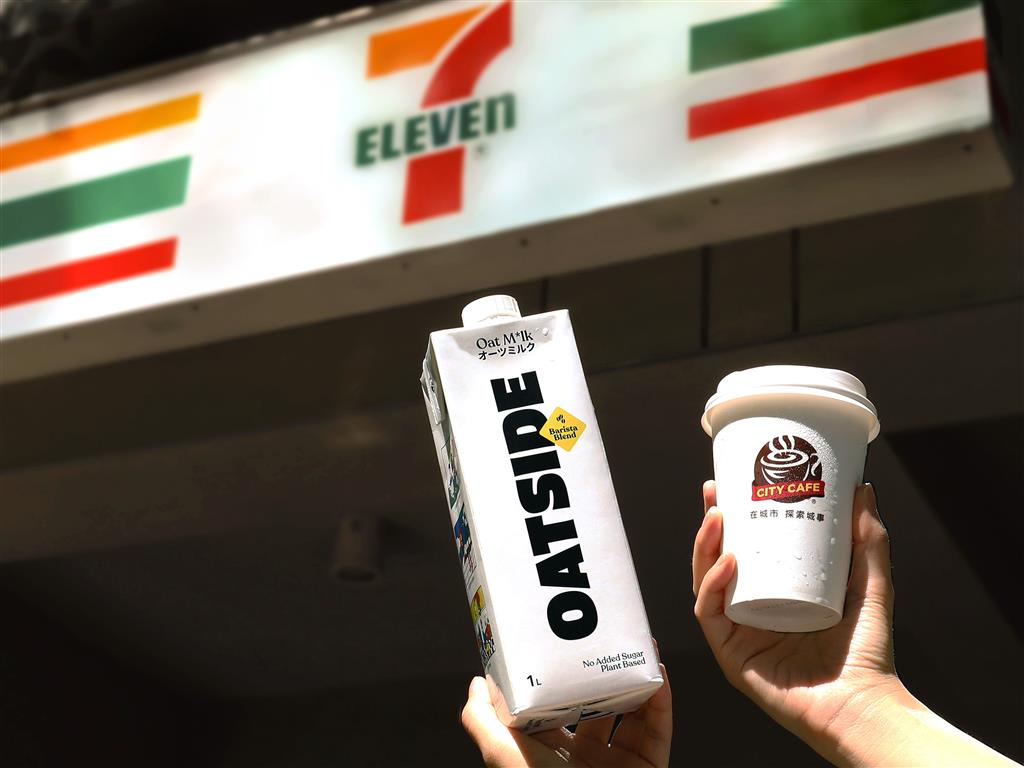 7
ELEVEn
®
Oat M*lk
オーツミルク
OATSIDE
Barista
Blend
No Added Sugar
Plant Based
1L
CITY CAFE
®
在城市 探索城事